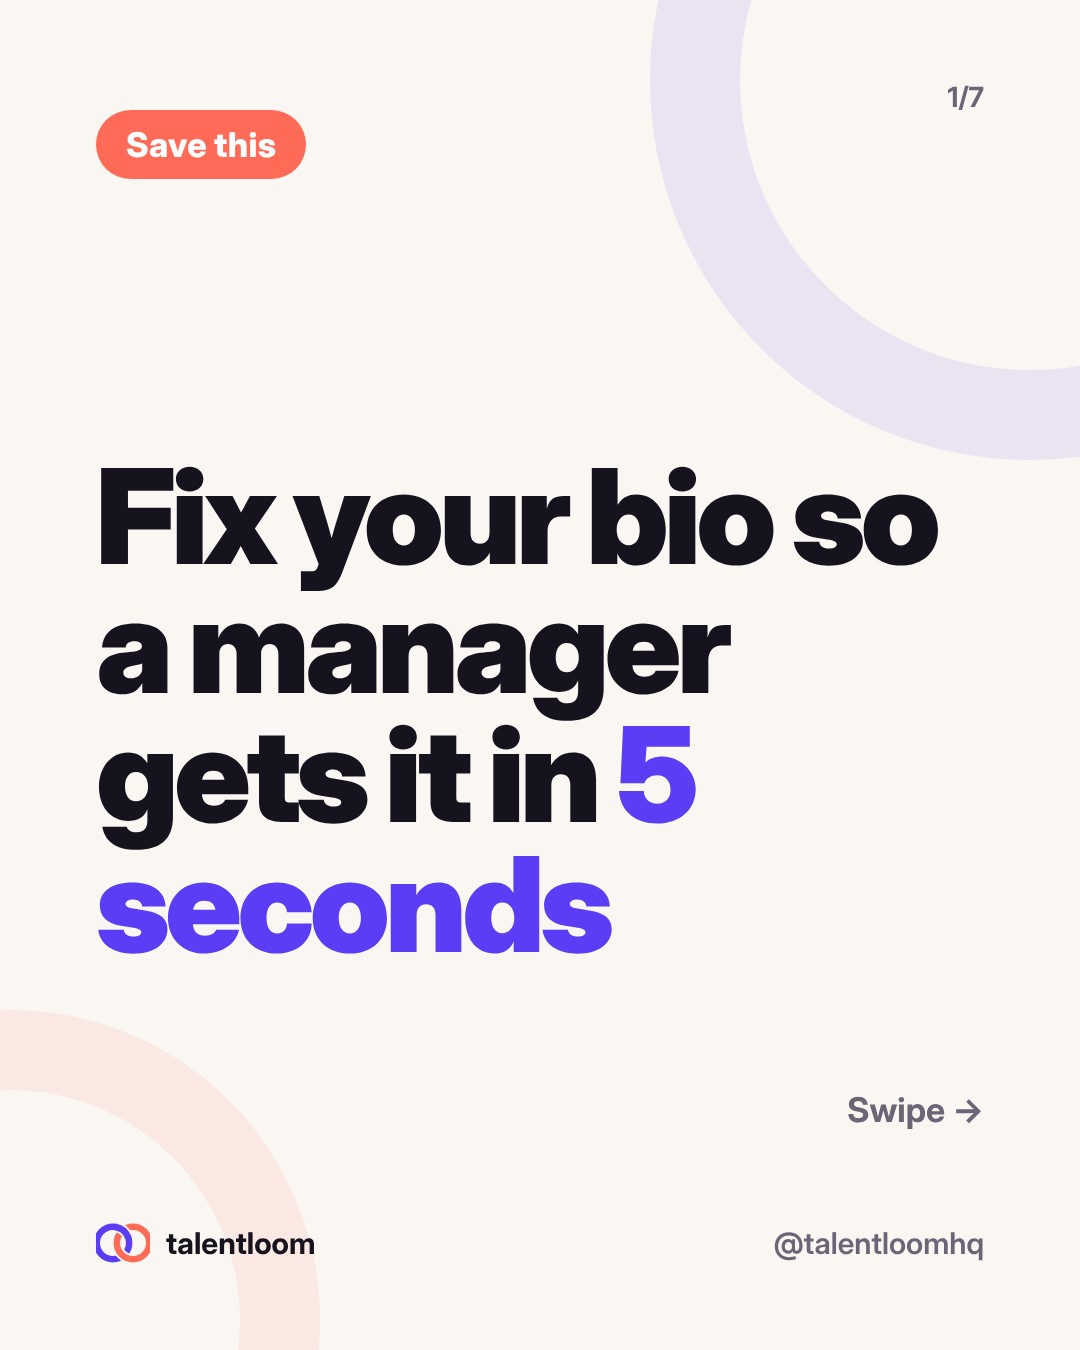 1/7
Save this
Fix your bio so
a manager
gets it in 5
seconds
Swipe →
talentloom
@talentloomhq